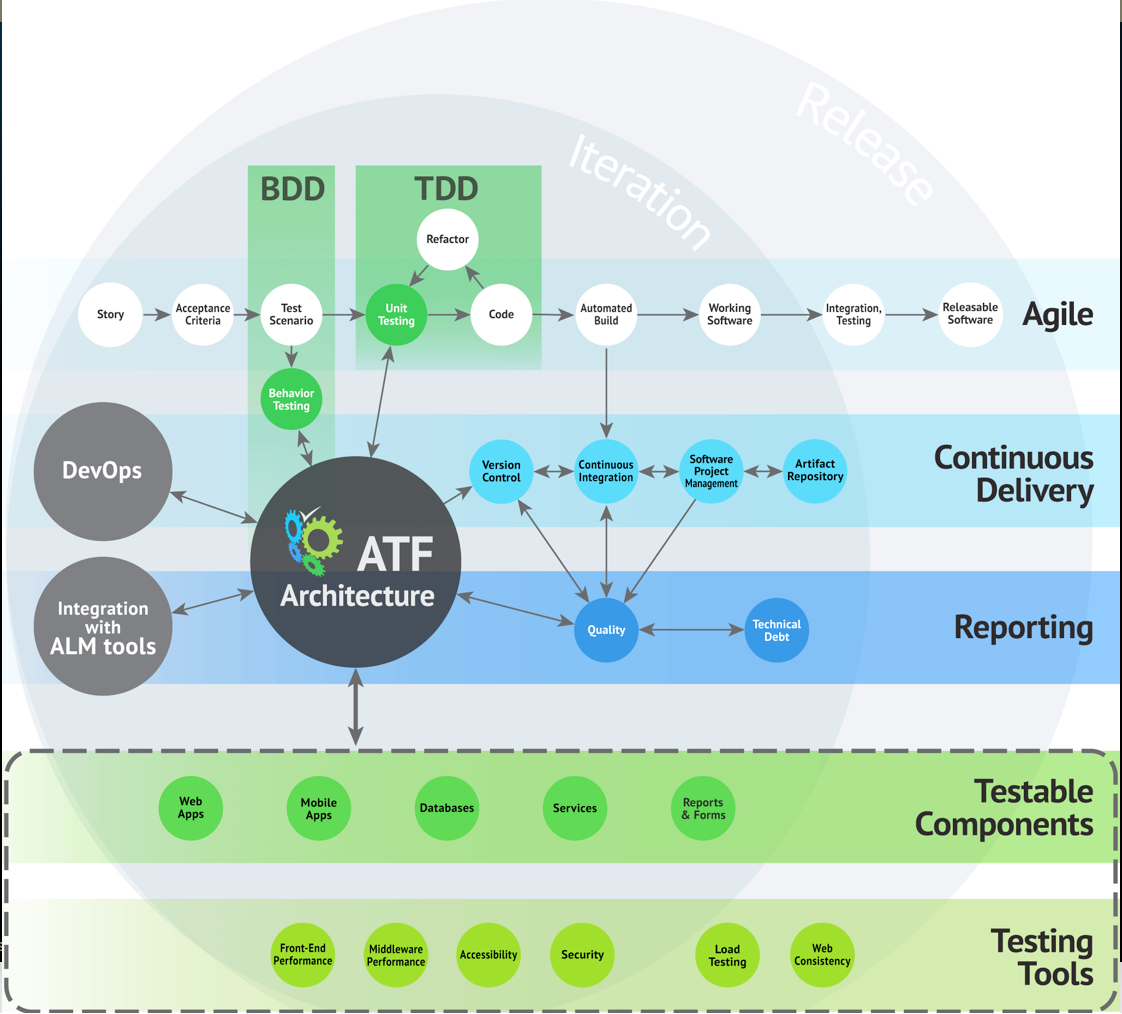 Release
Iteration
BDD
TDD
Refactor
Story
Acceptance
Criteria
Test
Scenario
Unit
Testing
Code
Automated
Build
Working
Software
Integration,
Testing
Releasable
Software
Agile
Behavior
Testing
DevOps
Version
Control
Continuous
Integration
Software
Project
Management
Artifact
Repository
Continuous
Delivery
ATF
Architecture
Integration
with
ALM tools
Quality
Technical
Debt
Reporting
Web
Apps
Mobile
Apps
Databases
Services
Reports
& Forms
Testable
Components
Front-End
Performance
Middleware
Performance
Accessibility
Security
Load
Testing
Web
Consistency
Testing
Tools